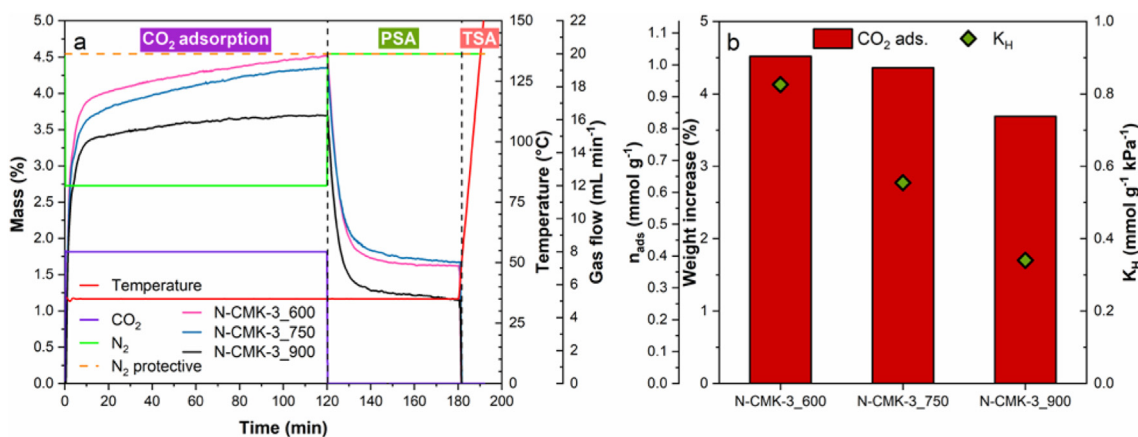 a
CO2 adsorption
PSA
TSA
Mass (%)
5.0
4.5
4.0
3.5
3.0
2.5
2.0
1.5
1.0
0.5
0.0
Temperature
CO2
N2
N2 protective
N-CMK-3_600
N-CMK-3_750
N-CMK-3_900
0 20 40 60 80 100 120 140 160 180 200
Time (min)
150
125
100
75
50
25
0
Temperature (°C)
22
20
18
16
14
12
10
8
6
4
2
0
Gas flow (mL min-1)
b
CO2 ads.
KH
nads (mmol g-1)
1.1
1.0
0.9
0.8
0.7
0.6
0.5
0.4
0.3
0.2
0.1
0.0
Weight increase (%)
5
4
3
2
1
0
N-CMK-3_600 N-CMK-3_750 N-CMK-3_900
1.0
0.8
0.6
0.4
0.2
0.0
KH (mmol g-1 kPa-1)